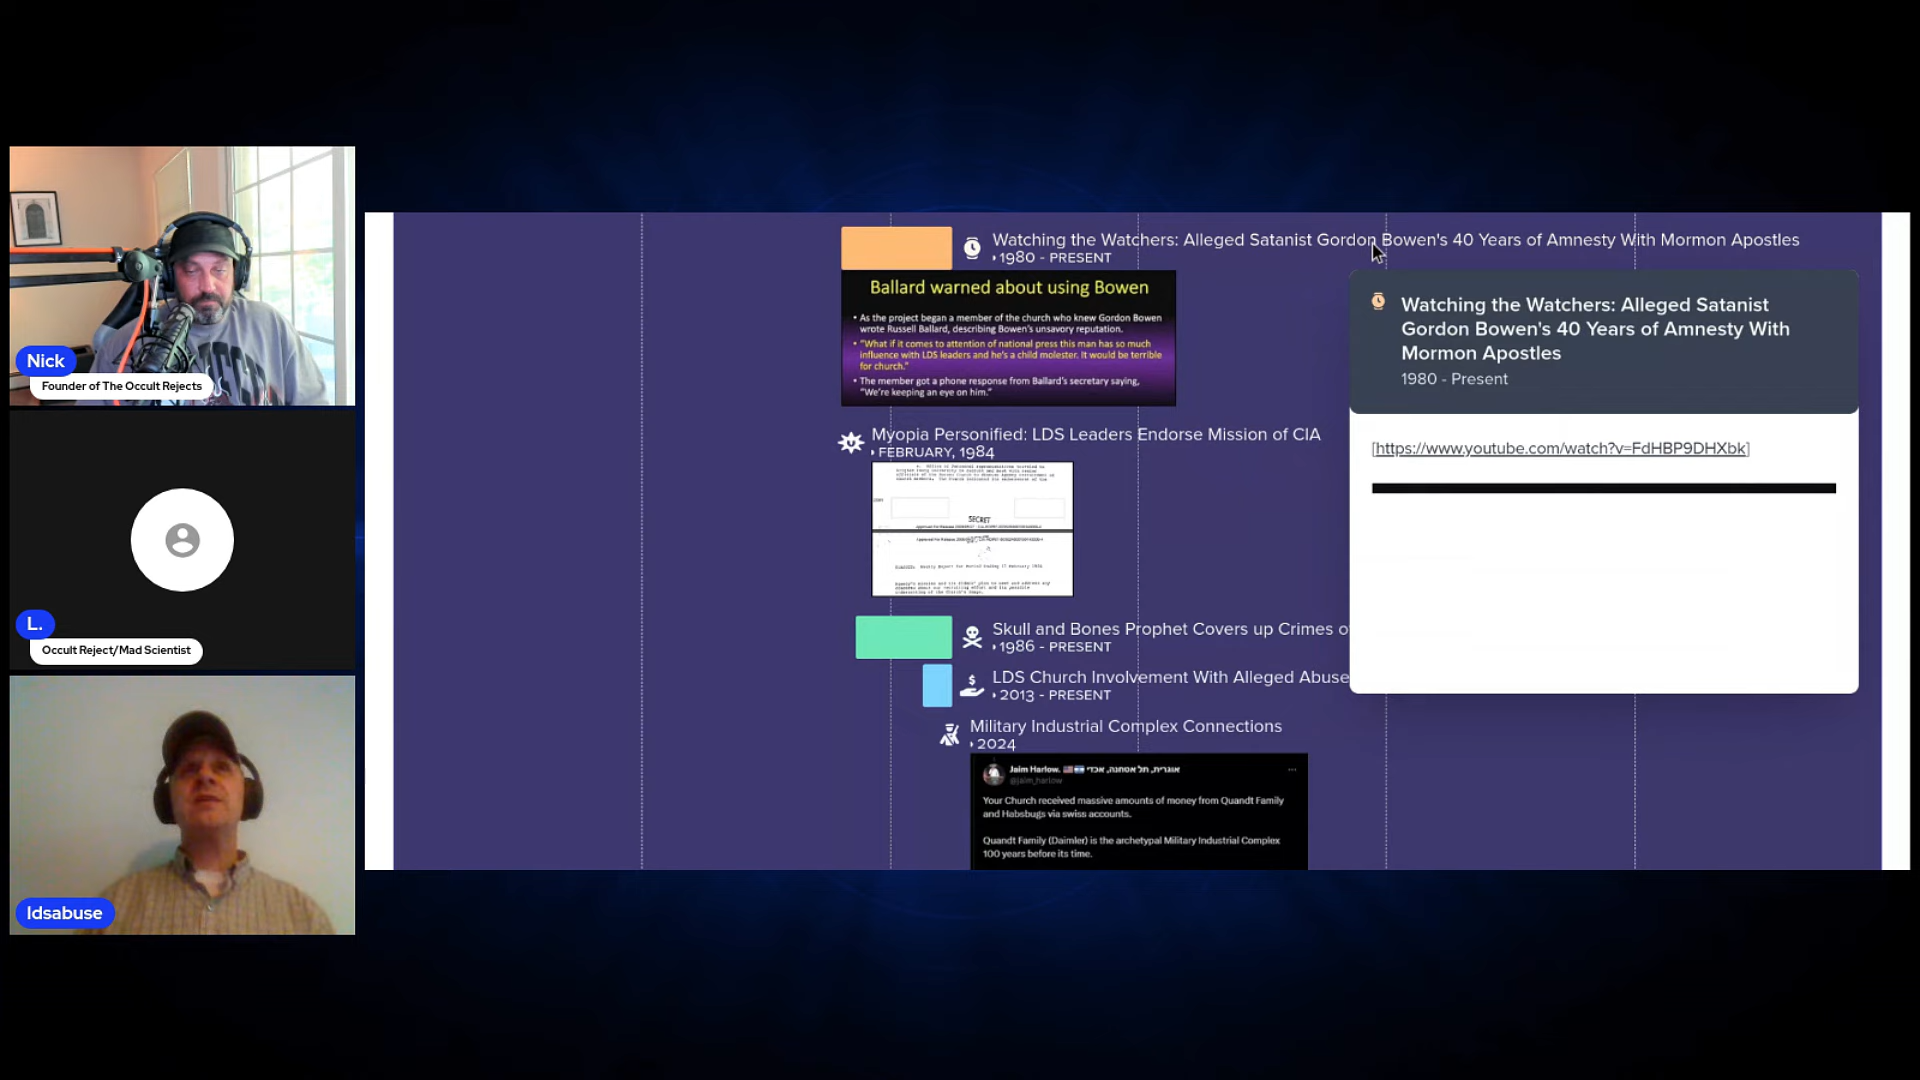 Nick
Founder of The Occult Rejects
L.
Occult Reject/Mad Scientist
Idsabuse
Watching the Watchers: Alleged Satanist Gordon Bowen's 40 Years of Amnesty With Mormon Apostles
1980 - PRESENT
Ballard warned about using Bowen
• As the project began a member of the church who knew Gordon Bowen
wrote Russell Ballard, describing Bowen's unsavory reputation.
• "What if it comes to attention of national press this man has so much
influence with LDS leaders and he's a child molester. It would be terrible
for church."
• The member got a phone response from Ballard's secretary saying,
"We're keeping an eye on him."
Myopia Personified: LDS Leaders Endorse Mission of CIA
FEBRUARY, 1984
SECRET
Skull and Bones Prophet Covers up Crimes o
1986 - PRESENT
LDS Church Involvement With Alleged Abuse
2013 - PRESENT
Military Industrial Complex Connections
2024
Jaim Harlow.
@jaim_harlow
Your Church received massive amounts of money from Quandt Family
and Habsbugs via swiss accounts.
Quandt Family (Daimler) is the archetypal Military Industrial Complex
100 years before its time.
Watching the Watchers: Alleged Satanist
Gordon Bowen's 40 Years of Amnesty With
Mormon Apostles
1980 - Present
[https://www.youtube.com/watch?v=FdHBP9DHXbk]